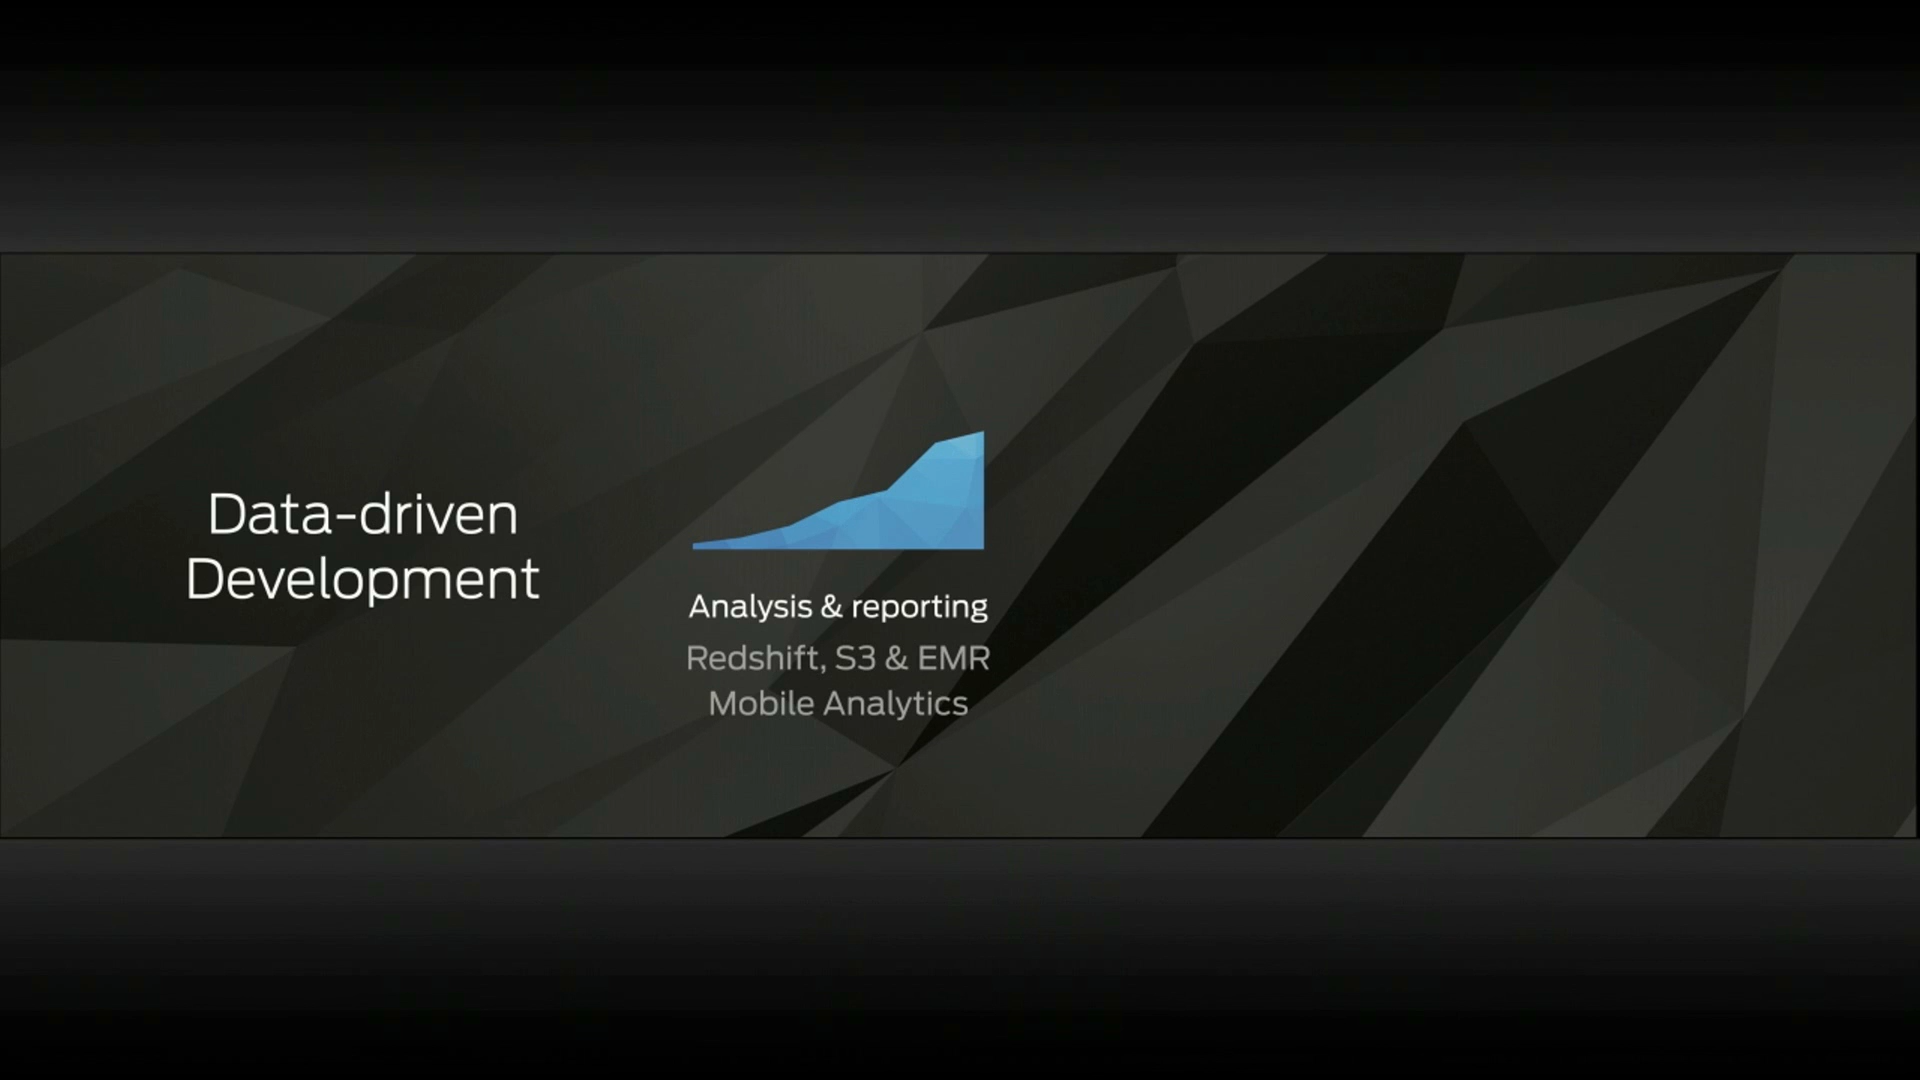 Data-driven
Development
Analysis & reporting
Redshift, S3 & EMR
Mobile Analytics